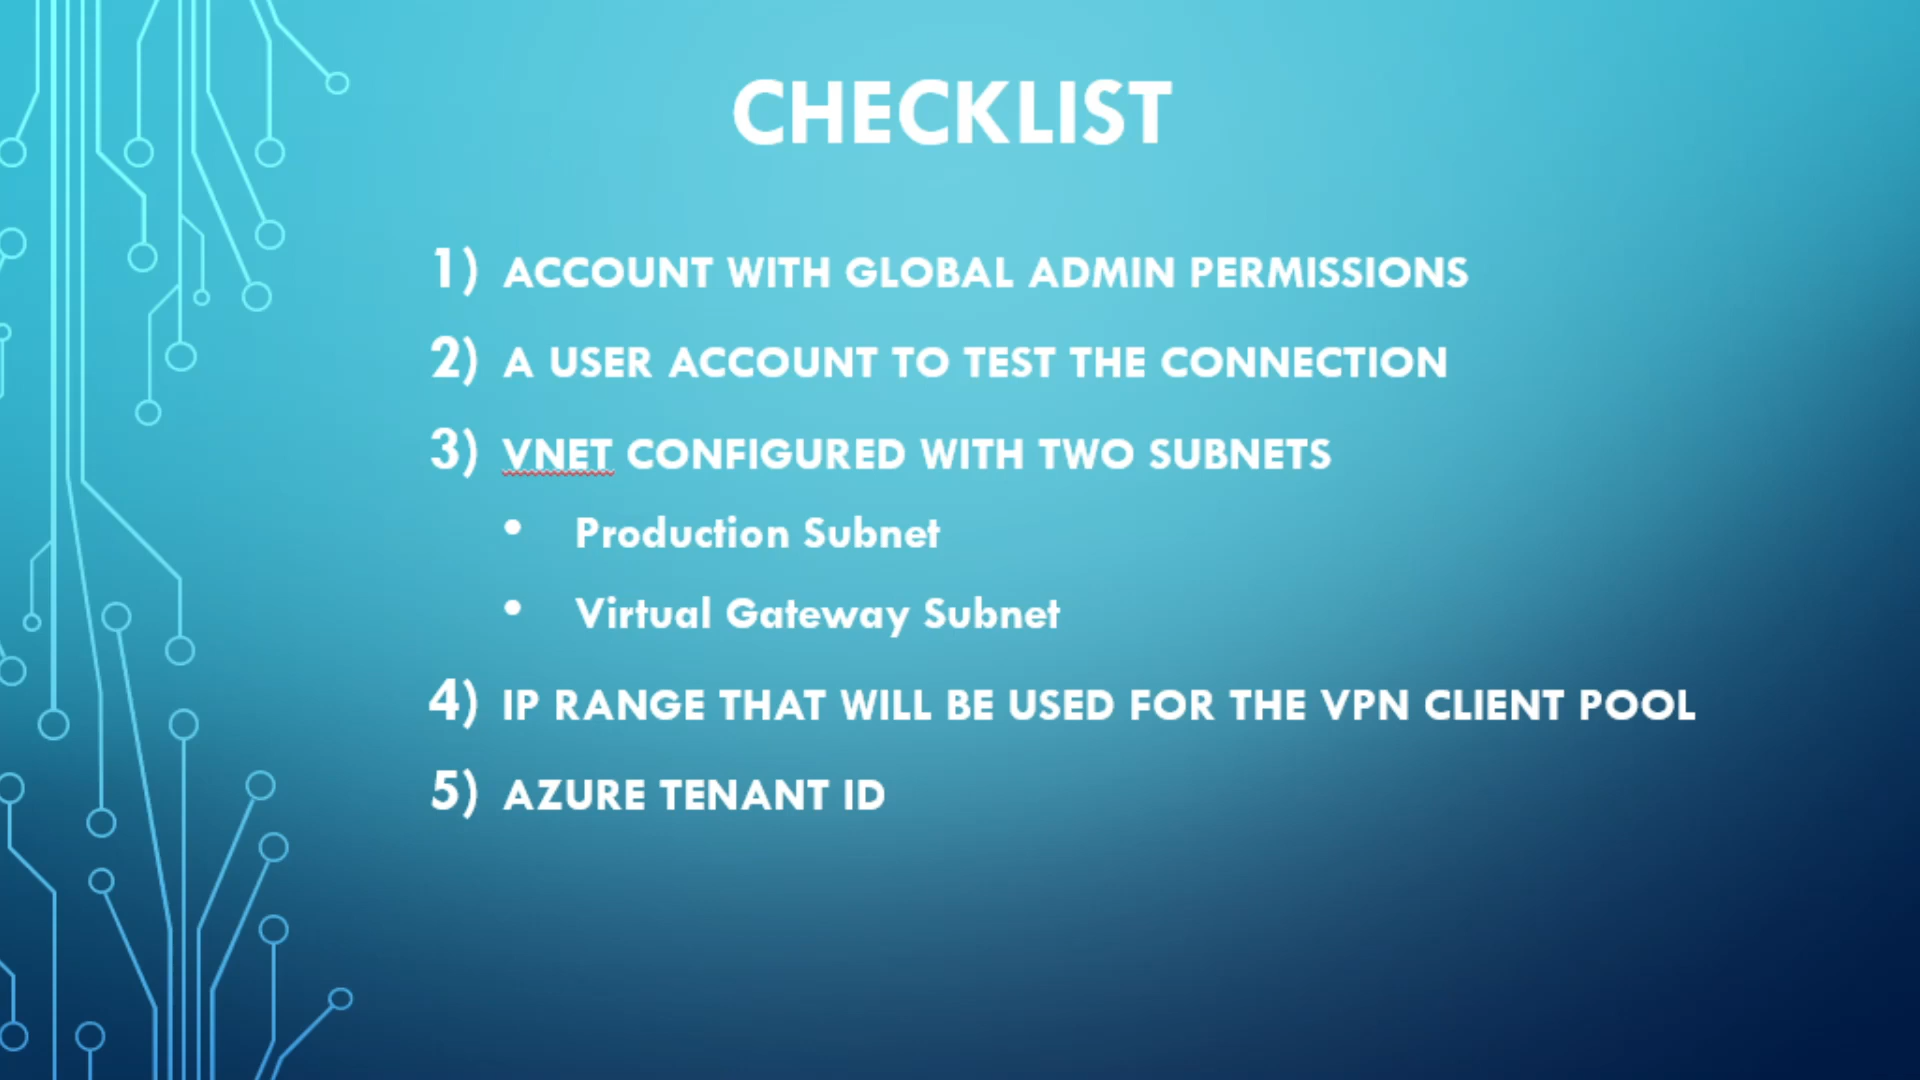 CHECKLIST
1) ACCOUNT WITH GLOBAL ADMIN PERMISSIONS
2) A USER ACCOUNT TO TEST THE CONNECTION
3) VNET CONFIGURED WITH TWO SUBNETS
• Production Subnet
• Virtual Gateway Subnet
4) IP RANGE THAT WILL BE USED FOR THE VPN CLIENT POOL
5) AZURE TENANT ID